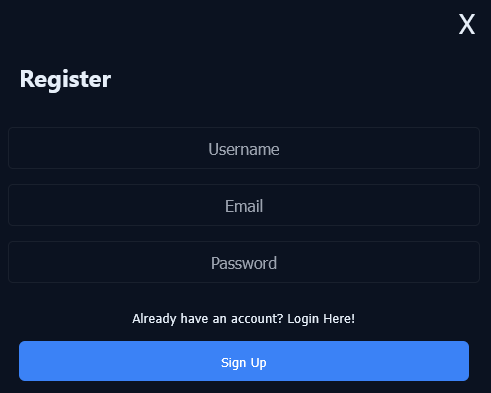 X
Register
Username
Email
Password
Already have an account? Login Here!
Sign Up